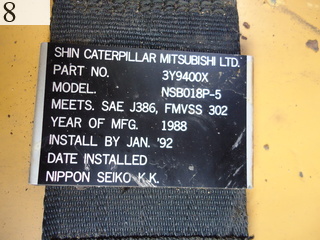 8
SHIN CATERPILLAR MITSUBISHI LTD.
PART NO. 3Y9400X
MODEL. NSB018P-5
MEETS. SAE J386, FMVSS 302
YEAR OF MFG. 1988
INSTALL BY JAN. '92
DATE INSTALLED
NIPPON SEIKO K.K.